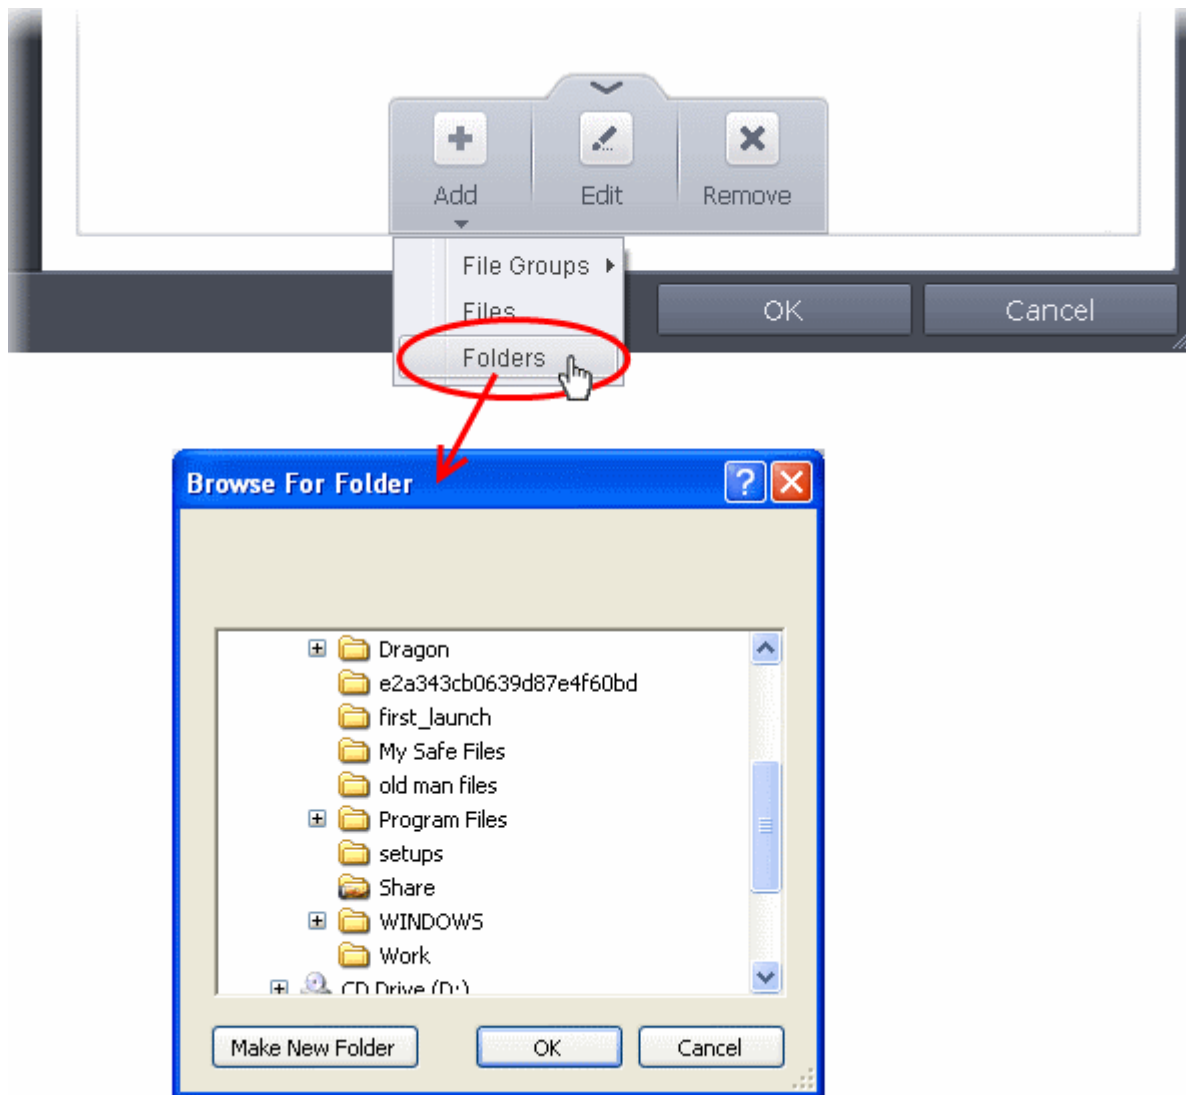 Add Edit Remove
File Groups
Files
OK Cancel
Folders
Browse For Folder
Dragon
e2a343cb0639d87e4f60bd
first_launch
My Safe Files
old man files
Program Files
setups
Share
WINDOWS
Work
CD Drive (D:)
Make New Folder OK Cancel